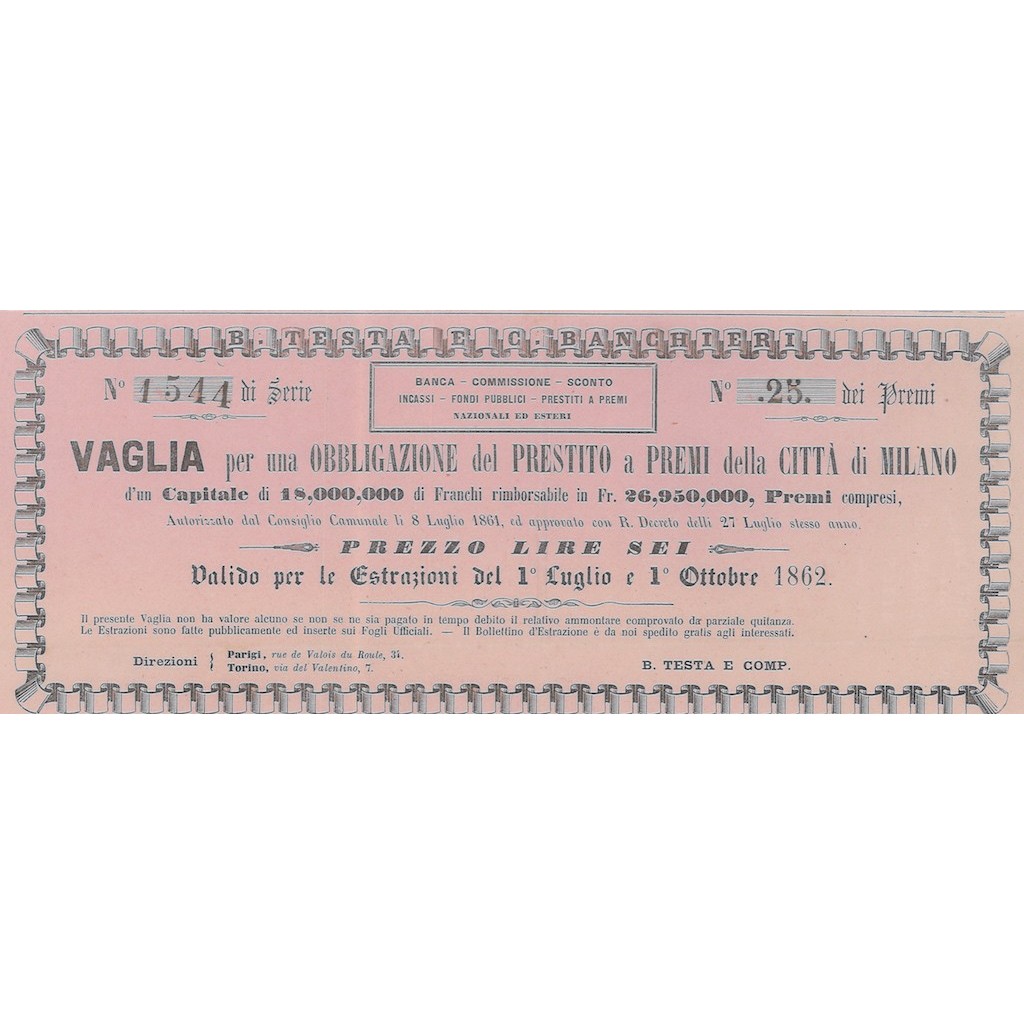 B. TESTA E C. BANCHIERI
Nº 1544 di Serie
BANCA – COMMISSIONE – SCONTO
INCASSI – FONDI PUBBLICI – PRESTITI A PREMI
NAZIONALI ED ESTERI
Nº .25. dei Premi
VAGLIA per una OBBLIGAZIONE del PRESTITO a PREMI della CITTÀ di MILANO
d'un Capitale di 18,000,000 di Franchi rimborsabile in Fr. 26,950,000, Premi compresi,
Autorizzato dal Consiglio Camunale li 8 Luglio 1861, ed approvato con R. Decreto delli 27 Luglio stesso anno.
PREZZO LIRE SEI
Valido per le Estrazioni del 1º Luglio e 1º Ottobre 1862.
Il presente Vaglia non ha valore alcuno se non se ne sia pagato in tempo debito il relativo ammontare comprovato da parziale quitanza.
Le Estrazioni sono fatte pubblicamente ed inserte sui Fogli Ufficiali. — Il Bollettino d'Estrazione è da noi spedito gratis agli interessati.
Direzioni { Parigi, rue de Valois du Roule, 34.
Torino, via del Valentino, 7.
B. TESTA E COMP.